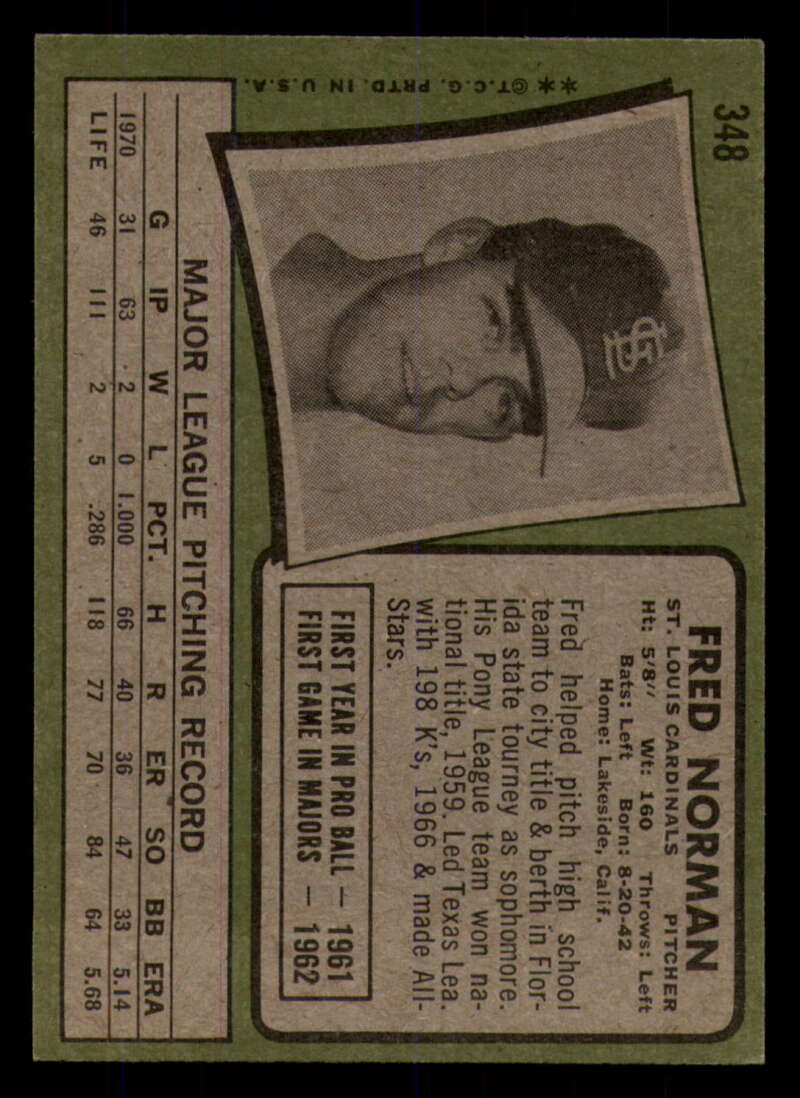 348
**©T.C.G. PRTD. IN U.S.A.
StL
FRED NORMAN
ST. LOUIS CARDINALS PITCHER
Ht: 5'8" Wt: 160 Throws: Left
Bats: Left Born: 8-20-42
Home: Lakeside, Calif.
Fred helped pitch high school
team to city title & berth in Flor-
ida state tourney as sophomore.
His Pony League team won na-
tional title, 1959. Led Texas Lea.
with 198 K's, 1966 & made All-
Stars.
FIRST YEAR IN PRO BALL — 1961
FIRST GAME IN MAJORS — 1962
MAJOR LEAGUE PITCHING RECORD
G IP W L PCT. H R ER SO BB ERA
1970 31 63 2 0 1.000 66 40 36 47 33 5.14
LIFE 46 111 2 5 .286 118 77 70 84 64 5.68